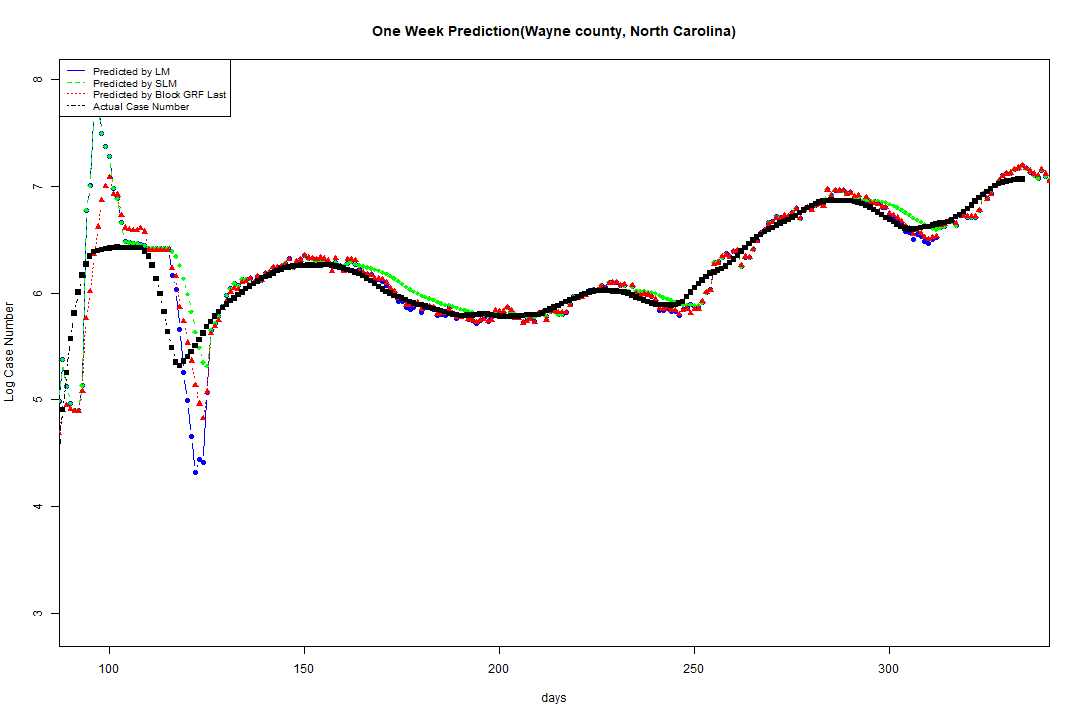 One Week Prediction(Wayne county, North Carolina)
Predicted by LM
Predicted by SLM
Predicted by Block GRF Last
Actual Case Number
8
7
6
5
4
3
Log Case Number
100
150
200
250
300
days